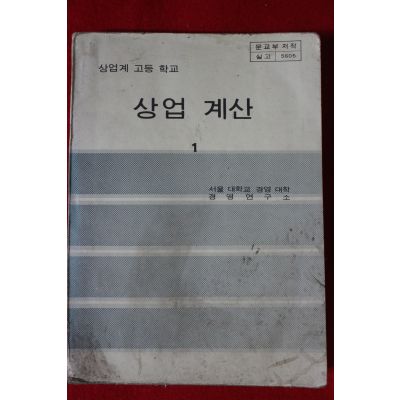 문교부 저작
실고 5605
상업계 고등 학교
상업 계산
1
서울 대학교 경영 대학
경영연구소